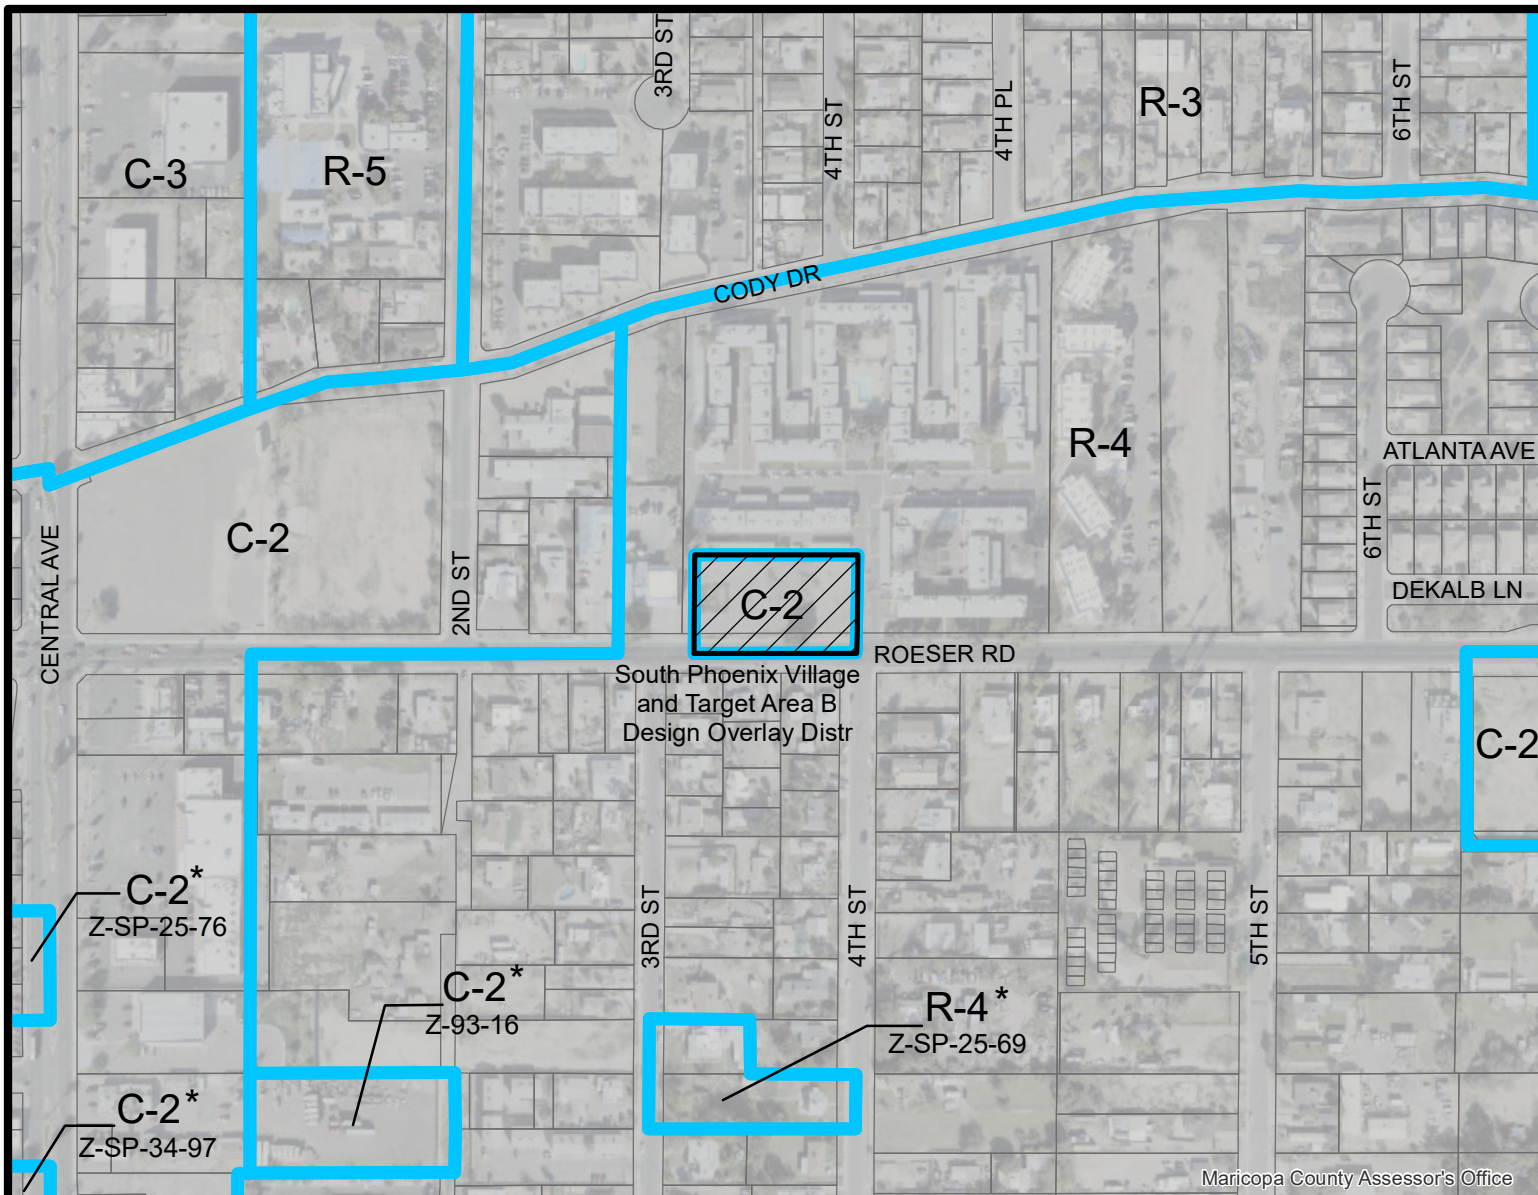 3RD ST
4TH ST
4TH PL
R-3
6TH ST
C-3
R-5
CODY DR
R-4
ATLANTA AVE
C-2
6TH ST
CENTRAL AVE
2ND ST
C-2
DEKALB LN
ROESER RD
South Phoenix Village
and Target Area B
Design Overlay Distr
C-2
C-2*
Z-SP-25-76
3RD ST
4TH ST
5TH ST
C-2*
Z-93-16
R-4*
Z-SP-25-69
C-2*
Z-SP-34-97
Maricopa County Assessor's Office